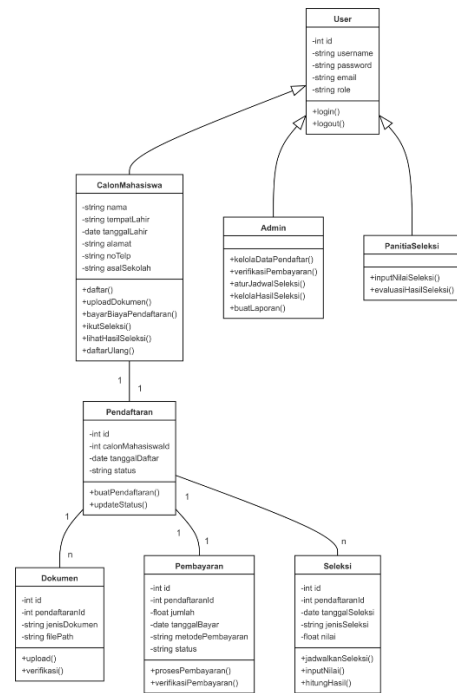 User
-int id
-string username
-string password
-string email
-string role
+login()
+logout()
CalonMahasiswa
-string nama
-string tempatLahir
-date tanggalLahir
-string alamat
-string noTelp
-string asalSekolah
+daftar()
+uploadDokumen()
+bayarBiayaPendaftaran()
+ikutSeleksi()
+lihatHasilSeleksi()
+daftarUlang()
Admin
+kelolaDataPendaftar()
+verifikasiPembayaran()
+aturJadwalSeleksi()
+kelolaHasilSeleksi()
+buatLaporan()
PanitiaSeleksi
+inputNilaiSeleksi()
+evaluasiHasilSeleksi()
1
1
Pendaftaran
-int id
-int calonMahasiswaId
-date tanggalDaftar
-string status
+buatPendaftaran()
+updateStatus()
1
1
1
n
1
n
Dokumen
-int id
-int pendaftaranId
-string jenisDokumen
-string filePath
+upload()
+verifikasi()
Pembayaran
-int id
-int pendaftaranId
-float jumlah
-date tanggalBayar
-string metodePembayaran
-string status
+prosesPembayaran()
+verifikasiPembayaran()
Seleksi
-int id
-int pendaftaranId
-date tanggalSeleksi
-string jenisSeleksi
-float nilai
+jadwalkanSeleksi()
+inputNilai()
+hitungHasil()